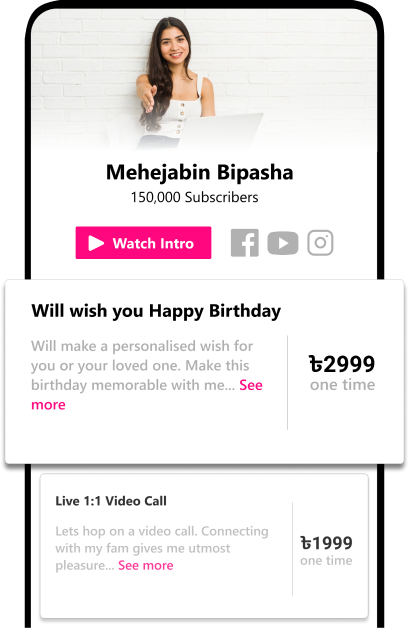 Mehejabin Bipasha
150,000 Subscribers
Watch Intro
Will wish you Happy Birthday
Will make a personalised wish for
you or your loved one. Make this
birthday memorable with me... See
more
৳2999
one time
Live 1:1 Video Call
Lets hop on a video call. Connecting
with my fam gives me utmost
pleasure... See more
৳1999
one time